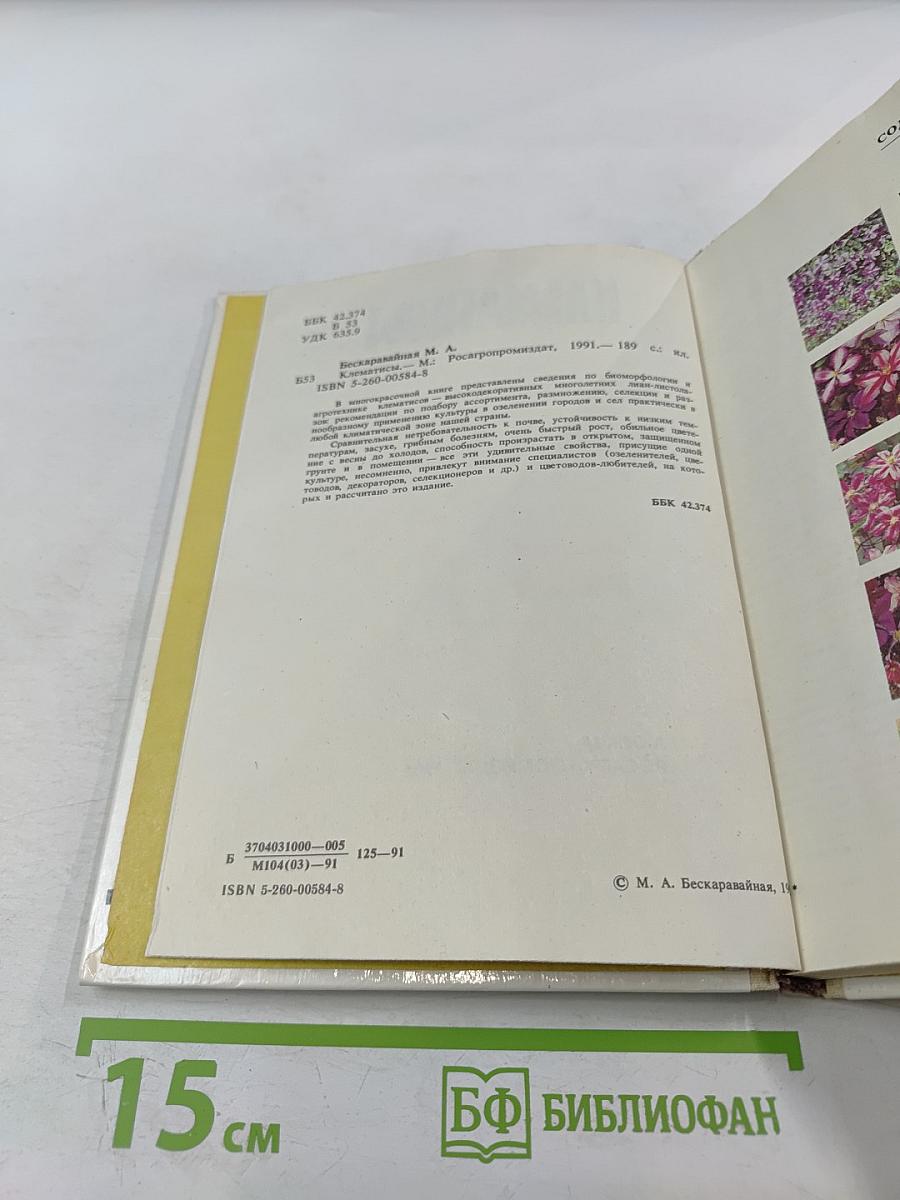 ББК 42.374
Б 53
УДК 635.9
Бескаравайная М. А.
Б53 Клематисы.— М.: Росагропромиздат, 1991.— 189 с.: ил.
ISBN 5-260-00584-8
В многокрасочной книге представлены сведения по биоморфологии и
агротехнике клематисов — высокодекоративных многолетних лиан-листола-
зов: рекомендации по подбору ассортимента, размножению, селекции и раз-
нообразному применению культуры в озеленении городов и сел практически в
любой климатической зоне нашей страны.
Сравнительная нетребовательность к почве, устойчивость к низким тем-
пературам, засухе, грибным болезням, очень быстрый рост, обильное цвете-
ние с весны до холодов, способность произрастать в открытом, защищенном
грунте и в помещении — все эти удивительные свойства, присущие одной
культуре, несомненно, привлекут внимание специалистов (озеленителей, цве-
товодов, декораторов, селекционеров и др.) и цветоводов-любителей, на кото-
рых и рассчитано это издание.
ББК 42.374
Б 3704031000—005 125—91
М104(03)—91
ISBN 5-260-00584-8
© М. А. Бескаравайная,
15 см
БФ БИБЛИОФАН